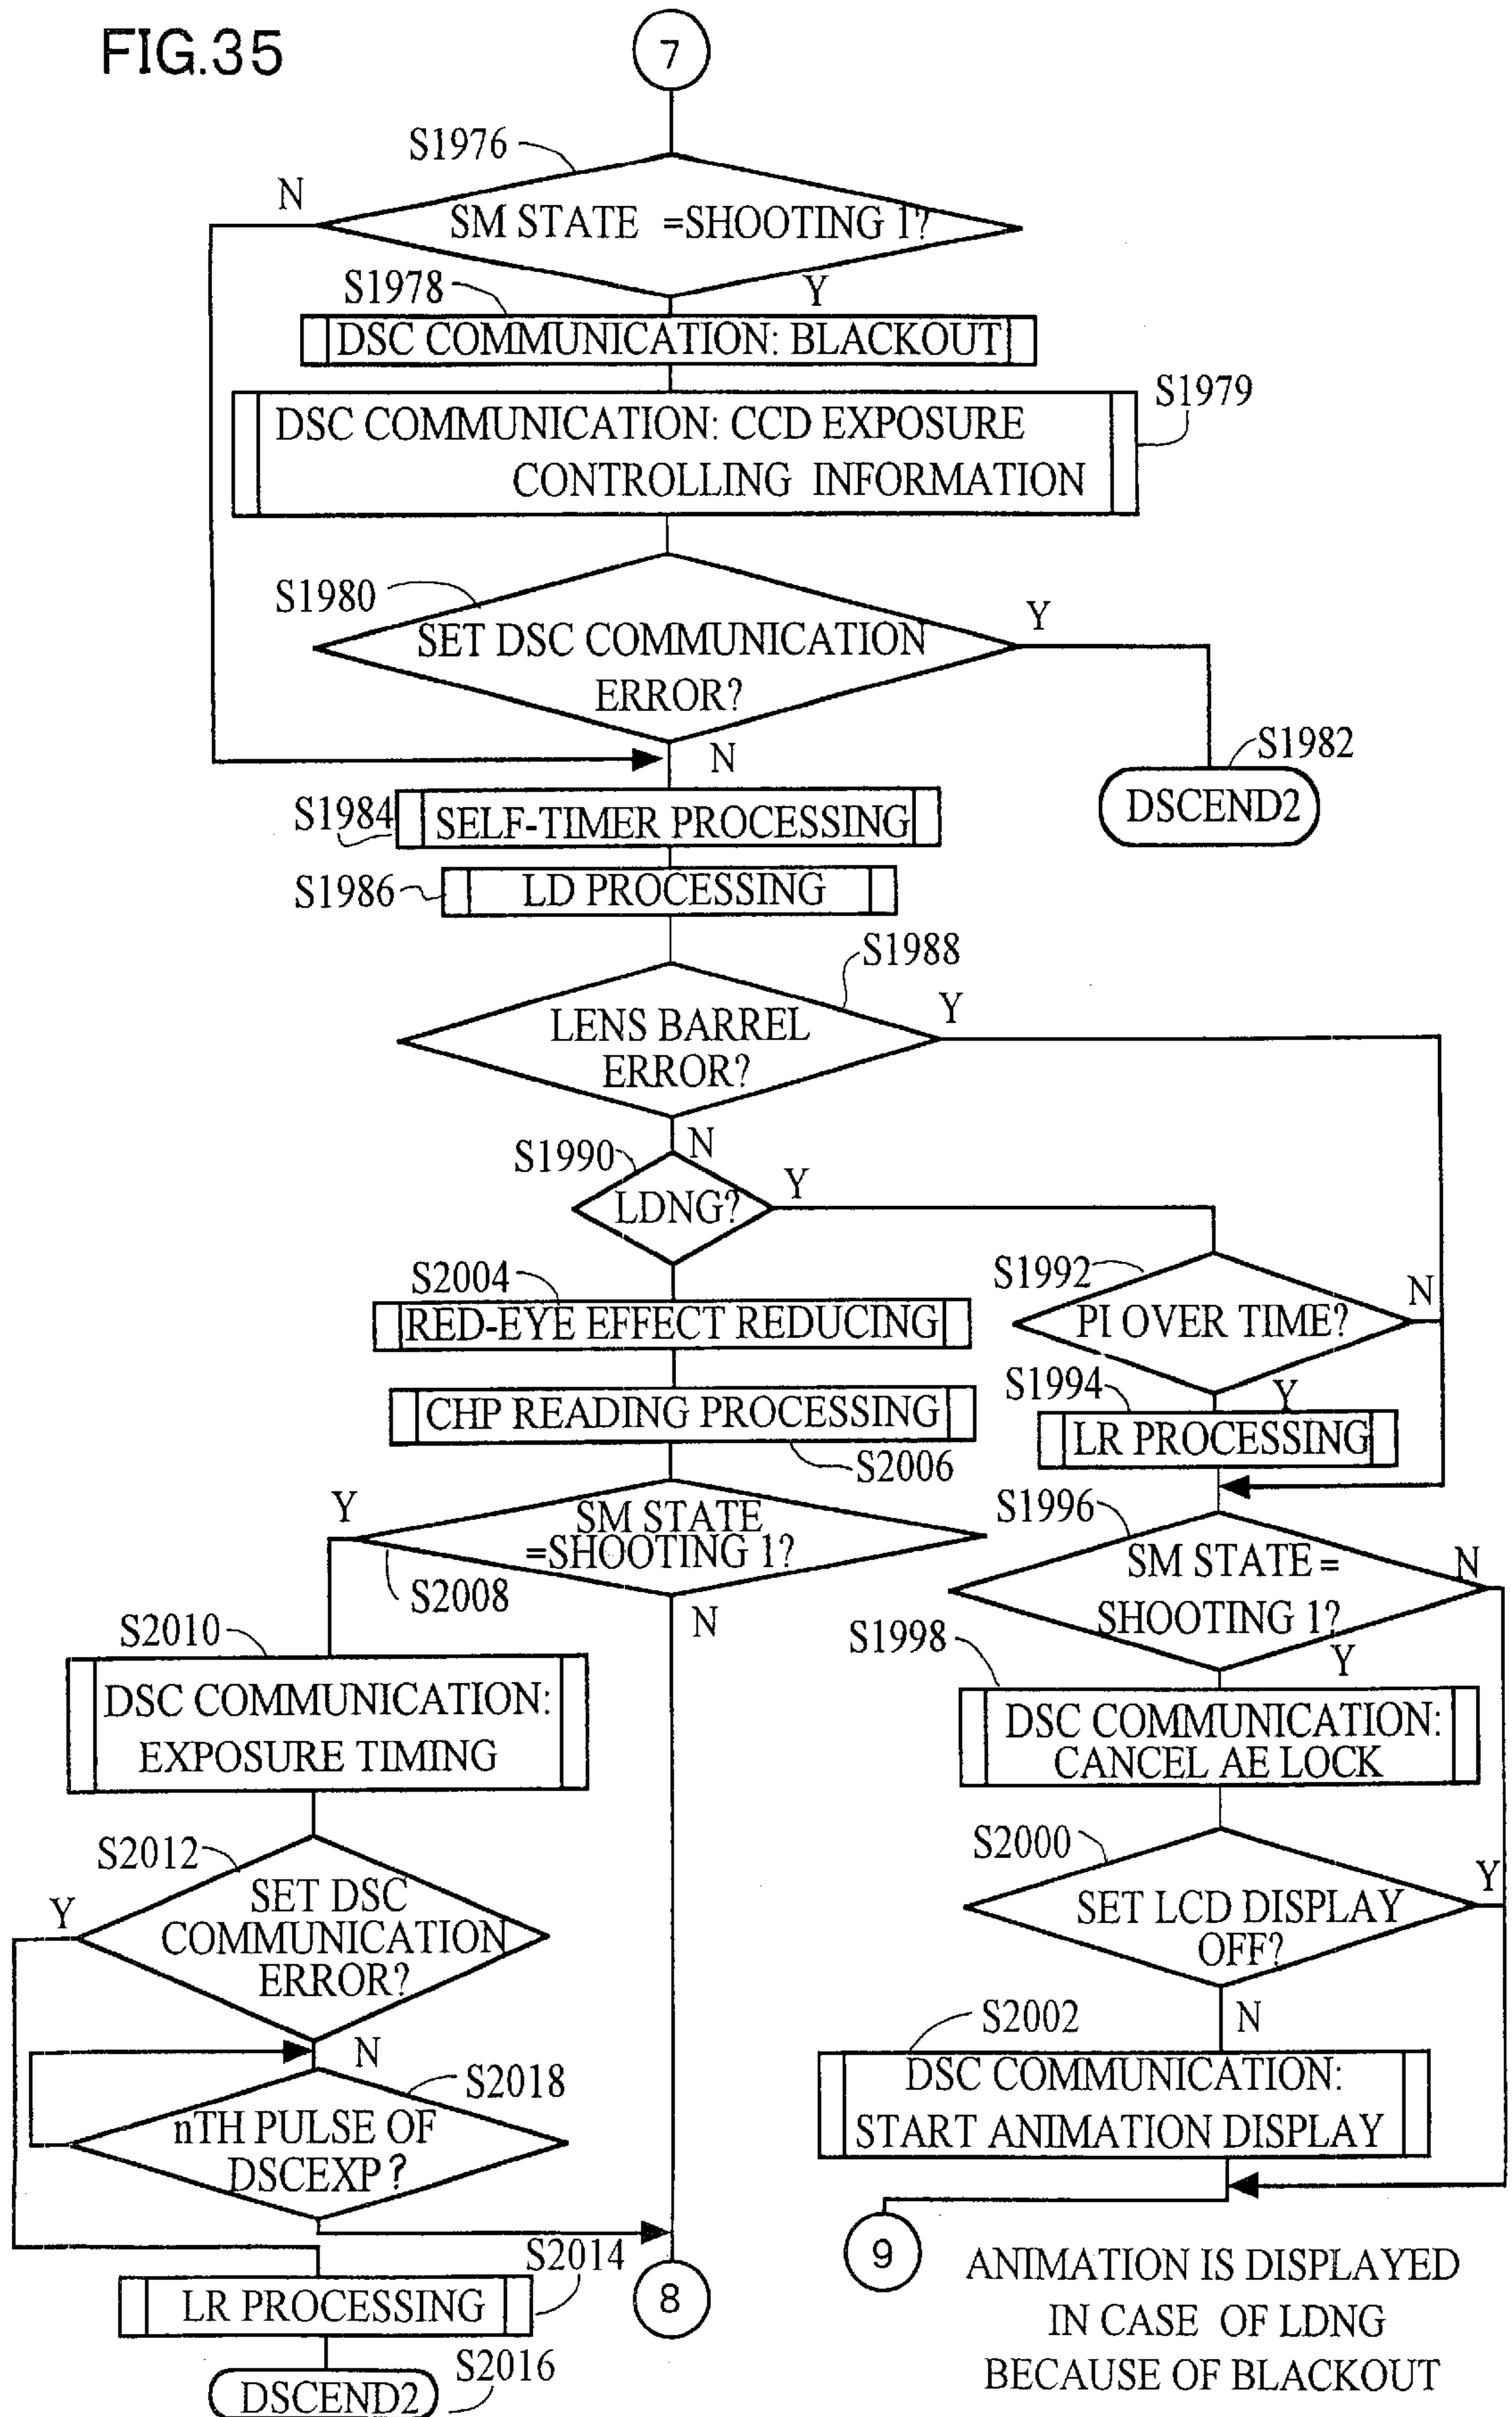 FIG.35
7
S1976
N
SM STATE =SHOOTING 1?
S1978
Y
DSC COMMUNICATION: BLACKOUT
S1979
DSC COMMUNICATION: CCD EXPOSURE
CONTROLLING INFORMATION
S1980
Y
SET DSC COMMUNICATION
ERROR?
S1982
N
DSCEND2
S1984
SELF-TIMER PROCESSING
S1986
LD PROCESSING
S1988
Y
LENS BARREL
ERROR?
N
S1990
Y
LDNG?
S1992
N
PI OVER TIME?
S2004
RED-EYE EFFECT REDUCING
S1994
Y
CHP READING PROCESSING
LR PROCESSING
S2006
S1996
Y
SM STATE
=SHOOTING 1?
SM STATE =
SHOOTING 1?
N
S2008
N
S2010
S1998
Y
DSC COMMUNICATION:
EXPOSURE TIMING
DSC COMMUNICATION:
CANCEL AE LOCK
S2012
S2000
Y
SET DSC
COMMUNICATION
ERROR?
Y
SET LCD DISPLAY
OFF?
N
S2002
N
S2018
DSC COMMUNICATION:
START ANIMATION DISPLAY
nTH PULSE OF
DSCEXP?
S2014
8
9
LR PROCESSING
S2016
DSCEND2
ANIMATION IS DISPLAYED
IN CASE OF LDNG
BECAUSE OF BLACKOUT